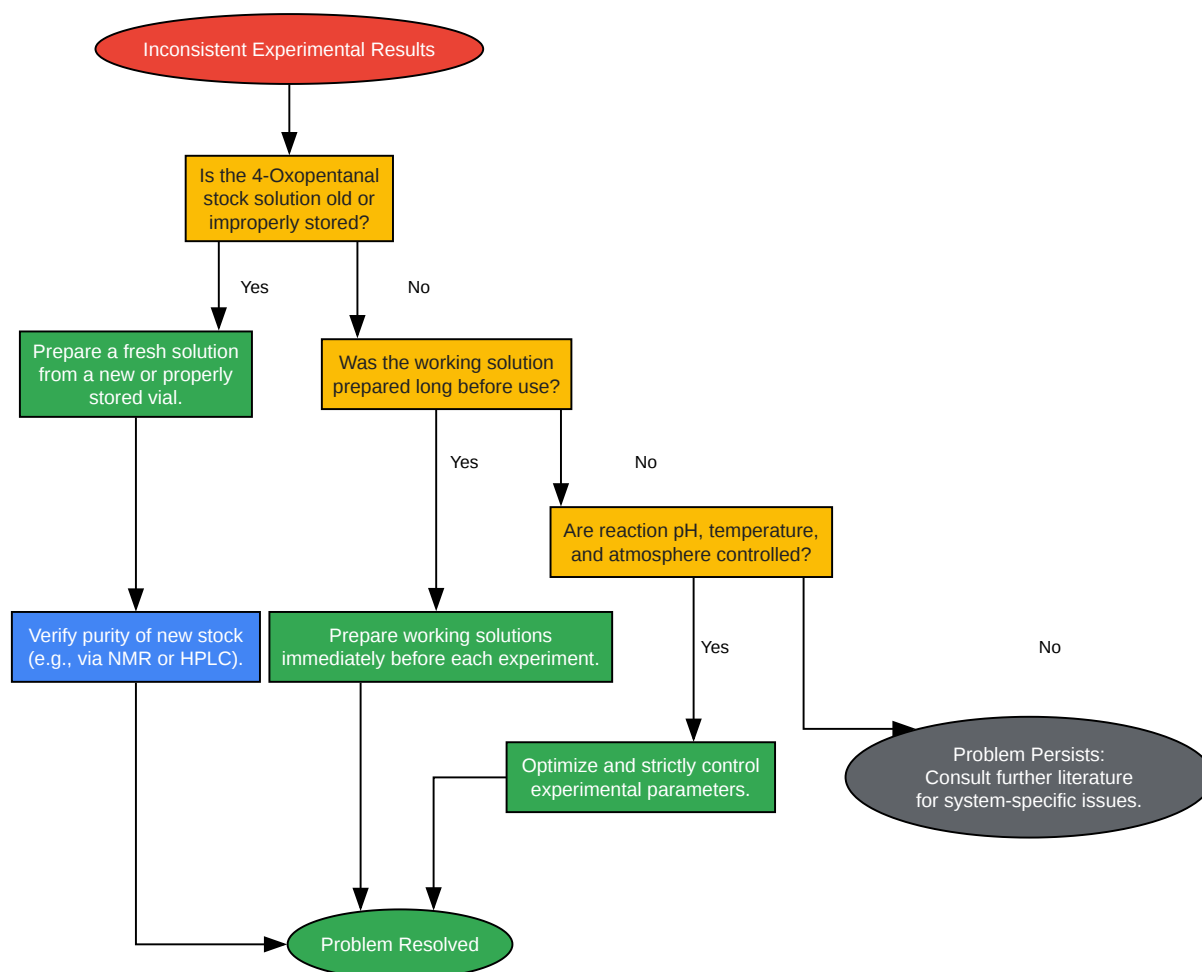 Inconsistent Experimental Results
Is the 4-Oxopentanal
stock solution old or
improperly stored?
Yes
No
Prepare a fresh solution
from a new or properly
stored vial.
Was the working solution
prepared long before use?
Yes
No
Are reaction pH, temperature,
and atmosphere controlled?
Verify purity of new stock
(e.g., via NMR or HPLC).
Prepare working solutions
immediately before each experiment.
Yes
No
Optimize and strictly control
experimental parameters.
Problem Persists:
Consult further literature
for system-specific issues.
Problem Resolved